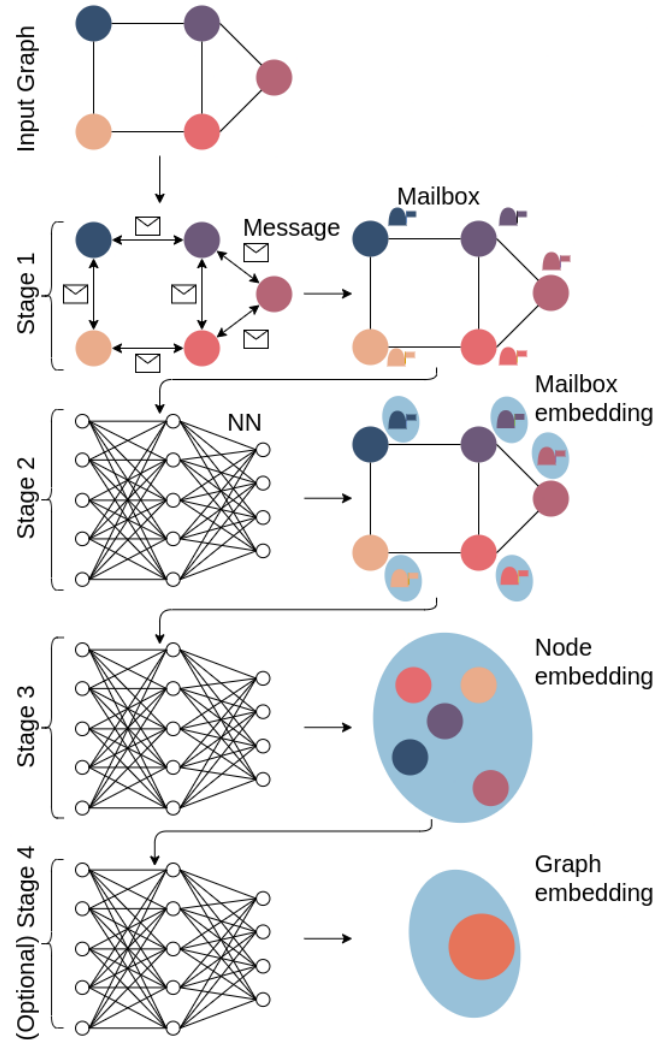 Input Graph
Stage 1
Message
Mailbox
Stage 2
NN
Mailbox
embedding
Stage 3
Node
embedding
(Optional) Stage 4
Graph
embedding